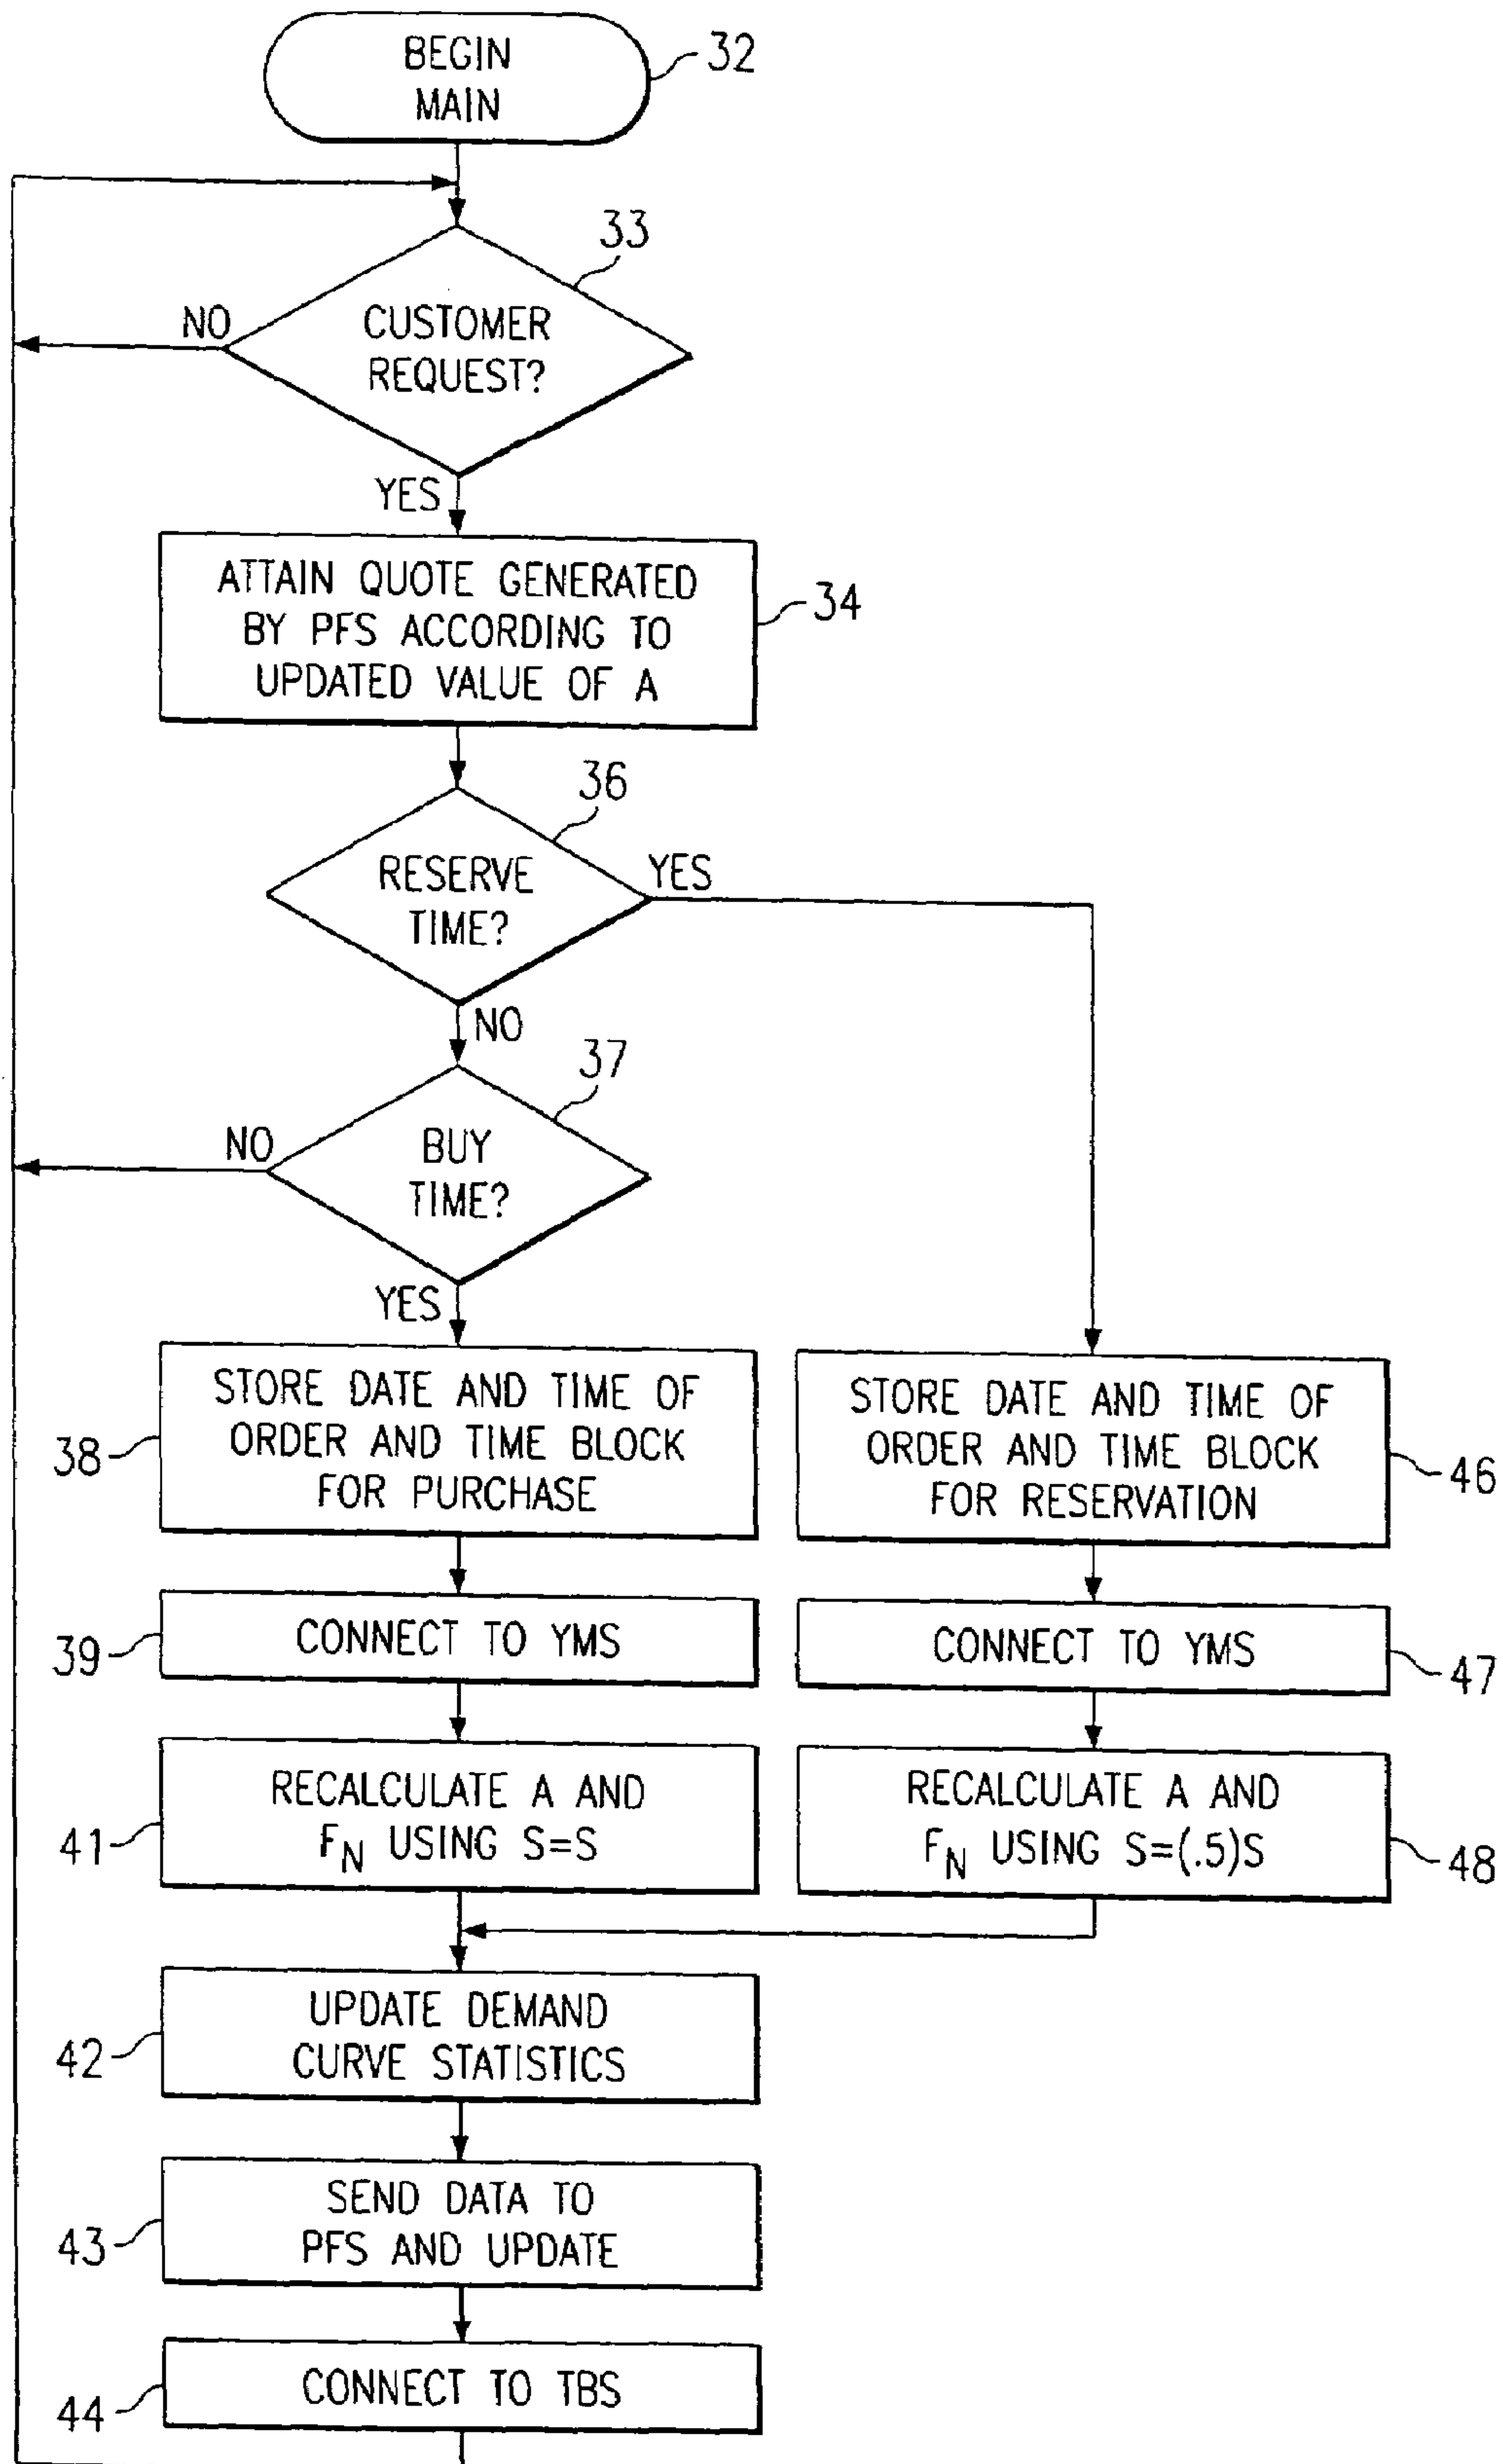 BEGIN
MAIN
32
33
CUSTOMER
REQUEST?
NO
YES
ATTAIN QUOTE GENERATED
BY PFS ACCORDING TO
UPDATED VALUE OF A
34
36
RESERVE
TIME?
YES
NO
37
BUY
TIME?
NO
YES
STORE DATE AND TIME OF
ORDER AND TIME BLOCK
FOR PURCHASE
38
STORE DATE AND TIME OF
ORDER AND TIME BLOCK
FOR RESERVATION
46
CONNECT TO YMS
39
CONNECT TO YMS
47
RECALCULATE A AND
F_N USING S=S
41
RECALCULATE A AND
F_N USING S=(.5)S
48
UPDATE DEMAND
CURVE STATISTICS
42
SEND DATA TO
PFS AND UPDATE
43
CONNECT TO TBS
44